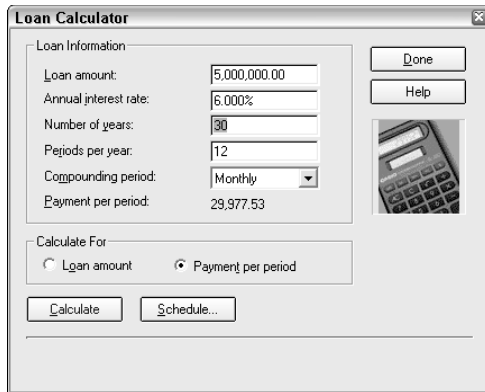 Loan Calculator
Loan Information
Loan amount: 5,000,000.00
Annual interest rate: 6.000%
Number of years: 30
Periods per year: 12
Compounding period: Monthly
Payment per period: 29,977.53
Done
Help
Calculate For
Loan amount Payment per period
Calculate Schedule...